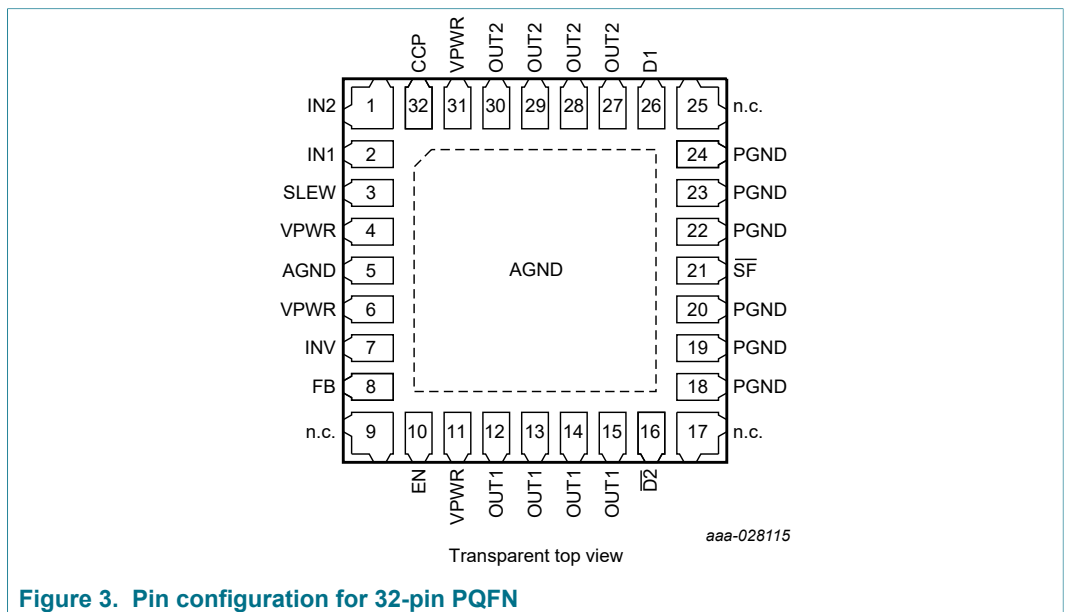 CCP
VPWR
OUT2
OUT2
OUT2
OUT2
D1
32
31
30
29
28
27
26
IN2 1
25 n.c.
IN1 2
24 PGND
SLEW 3
23 PGND
VPWR 4
22 PGND
AGND 5
AGND
21 S̅F̅
VPWR 6
20 PGND
INV 7
19 PGND
FB 8
18 PGND
n.c. 9
17 n.c.
10
11
12
13
14
15
16
EN
VPWR
OUT1
OUT1
OUT1
OUT1
D̅2̅
aaa-028115
Transparent top view
Figure 3. Pin configuration for 32-pin PQFN